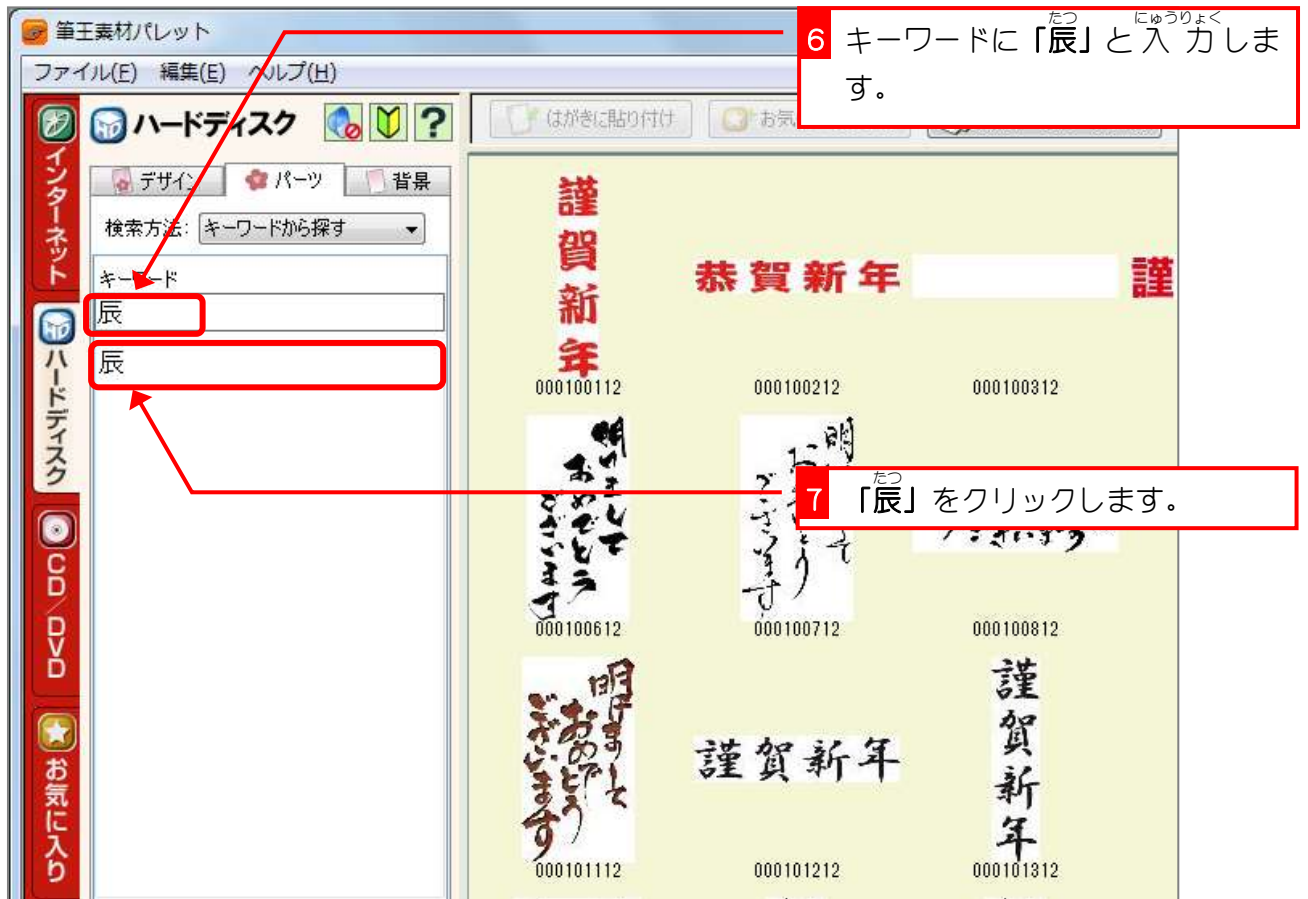 筆王素材パレット
ファイル(F) 編集(E) ヘルプ(H)
6 キーワードに「辰」と入力しま
す。
たつ にゅうりょく
ハードディスク
はがきに貼り付け
お気
デザイン パーツ 背景
検索方法: キーワードから探す
キーワード
辰
辰
インターネット
ハードディスク
CD/DVD
お気に入り
謹賀新年
恭賀新年
謹
000100112 000100212 000100312
明けまして
おめでとう
ございます
明
ございます
000100612 000100712 000100812
たつ
7 「辰」をクリックします。
明けまして
おめでとう
ございます
謹賀新年
謹賀新年
000101112 000101212 000101312